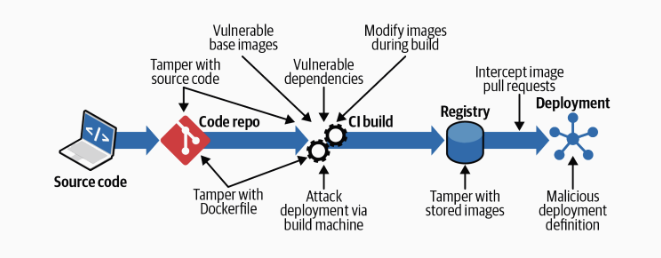 Vulnerable
base images
Modify images
during build
Tamper with
source code
Vulnerable
dependencies
Intercept image
pull requests
</>
Source code
Code repo
CI build
Registry
Deployment
Tamper with
Dockerfile
Attack
deployment via
build machine
Tamper with
stored images
Malicious
deployment
definition